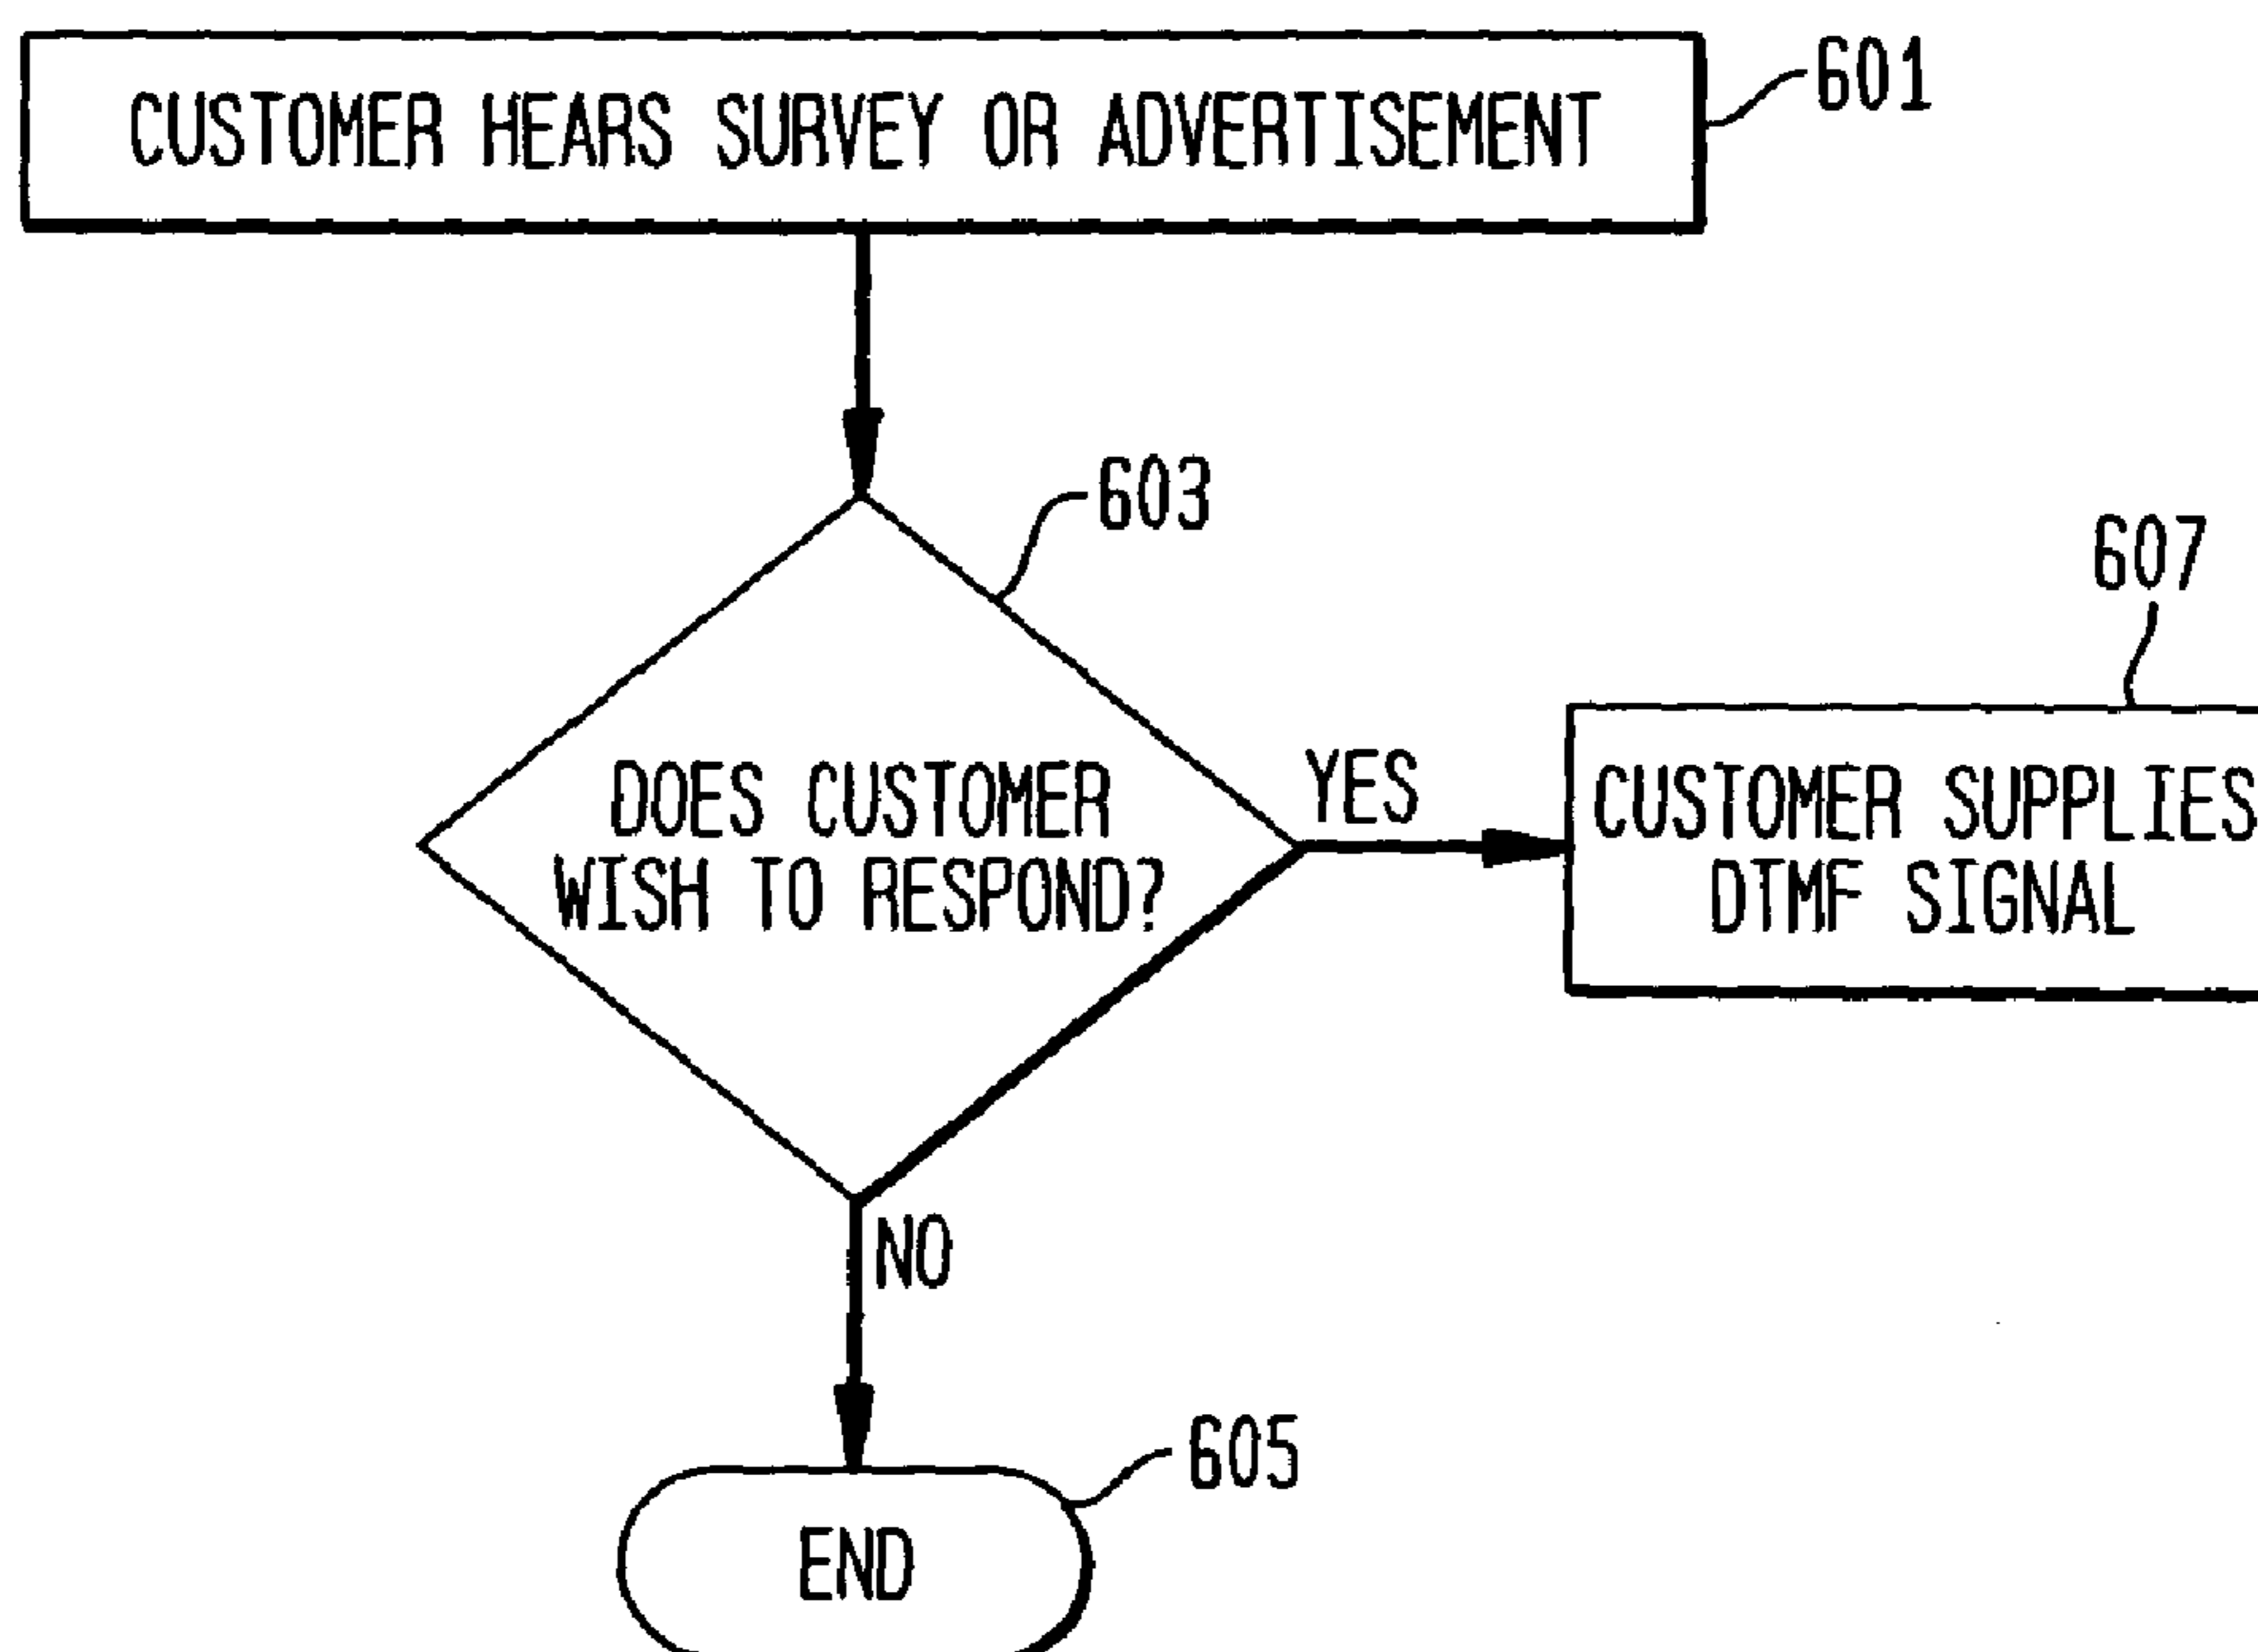 CUSTOMER HEARS SURVEY OR ADVERTISEMENT
601
603
607
DOES CUSTOMER
WISH TO RESPOND?
YES
CUSTOMER SUPPLIES
DTMF SIGNAL
NO
605
END